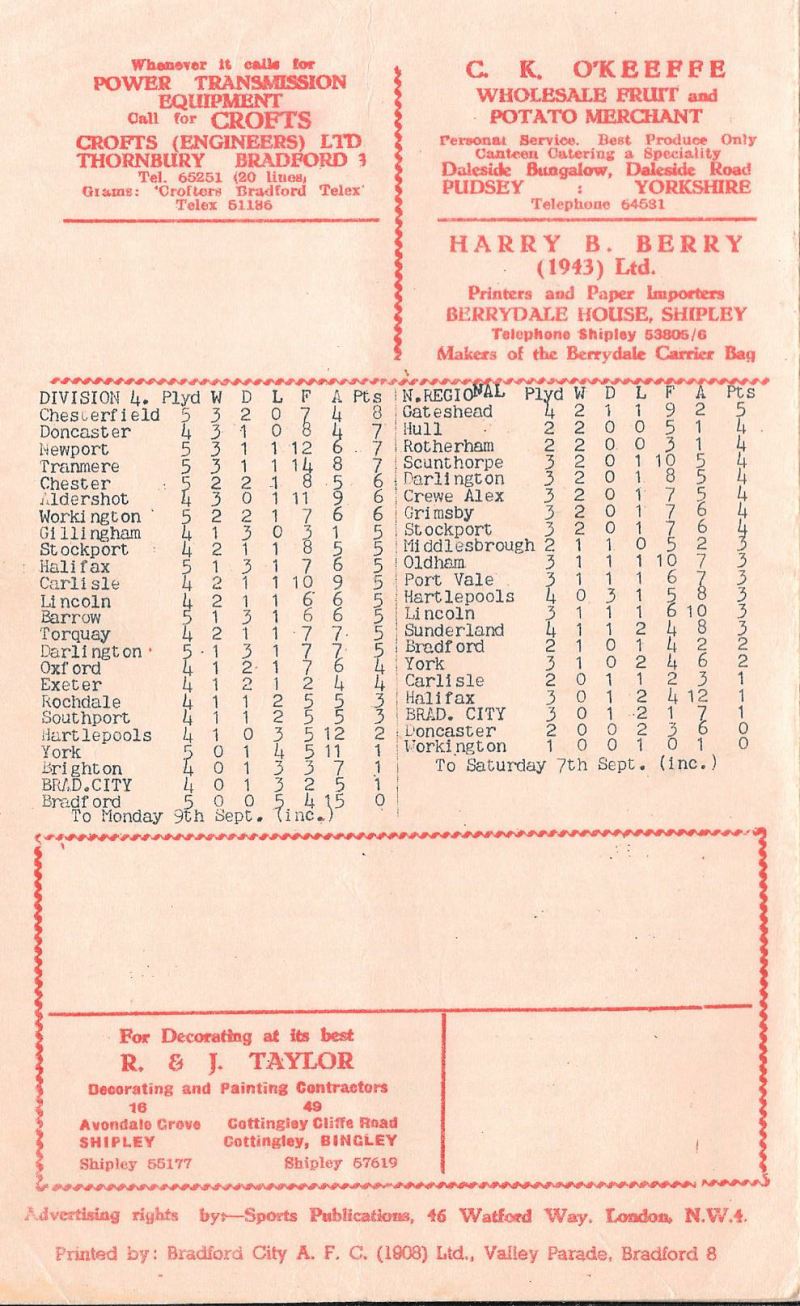 Whenever it calls for
POWER TRANSMISSION
EQUIPMENT
Call for CROFTS
CROFTS (ENGINEERS) LTD
THORNBURY BRADFORD 3
Tel. 65251 (20 lines)
Grams: 'Crofters Bradford Telex'
Telex 51186
C. K. O'KEEFFE
WHOLESALE FRUIT and
POTATO MERCHANT
Personal Service. Best Produce Only
Canteen Catering a Speciality
Daleside Bungalow, Daleside Road
PUDSEY : YORKSHIRE
Telephone 64531
HARRY B. BERRY
(1943) Ltd.
Printers and Paper Importers
BERRYDALE HOUSE, SHIPLEY
Telephone Shipley 53805/6
Makers of the Berrydale Carrier Bag
DIVISION 4. Plyd W D L F A Pts
Chesterfield 5 3 2 0 7 4 8
Doncaster 4 3 1 0 8 4 7
Newport 5 3 1 1 12 6 7
Tranmere 5 3 1 1 14 8 7
Chester 5 2 2 1 8 5 6
Aldershot 4 3 0 1 11 9 6
Workington 5 2 2 1 7 6 6
Gillingham 4 1 3 0 3 1 5
Stockport 4 2 1 1 8 5 5
Halifax 5 1 3 1 7 6 5
Carlisle 4 2 1 1 10 9 5
Lincoln 4 2 1 1 6 6 5
Barrow 5 1 3 1 6 6 5
Torquay 4 2 1 1 7 7 5
Darlington 5 1 3 1 7 7 5
Oxford 4 1 2 1 7 6 4
Exeter 4 1 2 1 2 4 4
Rochdale 4 1 1 2 5 5 3
Southport 4 1 1 2 5 5 3
Hartlepools 4 1 0 3 5 12 2
York 5 0 1 4 5 11 1
Brighton 4 0 1 3 3 7 1
BRAD.CITY 4 0 1 3 2 5 1
Bradford 5 0 0 5 4 15 0
To Monday 9th Sept. (inc.)
N.REGIONAL Plyd W D L F A Pts
Gateshead 4 2 1 1 9 2 5
Hull 2 2 0 0 5 1 4
Rotherham 2 2 0 0 3 1 4
Scunthorpe 3 2 0 1 10 5 4
Darlington 3 2 0 1 8 5 4
Crewe Alex 3 2 0 1 7 5 4
Grimsby 3 2 0 1 7 6 4
Stockport 3 2 0 1 7 6 4
Middlesbrough 2 1 1 0 5 2 3
Oldham 3 1 1 1 10 7 3
Port Vale 3 1 1 1 6 7 3
Hartlepools 4 0 3 1 5 8 3
Lincoln 3 1 1 1 6 10 3
Sunderland 4 1 1 2 4 8 3
Bradford 2 1 0 1 4 2 2
York 3 1 0 2 4 6 2
Carlisle 2 0 1 1 2 3 1
Halifax 3 0 1 2 4 12 1
BRAD. CITY 3 0 1 2 1 7 1
Doncaster 2 0 0 2 3 6 0
Workington 1 0 0 1 0 1 0
To Saturday 7th Sept. (inc.)
For Decorating at its best
R. & J. TAYLOR
Decorating and Painting Contractors
16 49
Avondale Grove Cottingley Cliffe Road
SHIPLEY Cottingley, BINGLEY
Shipley 55177 Shipley 57619
Advertising rights by:—Sports Publications, 46 Watford Way. London, N.W.4.
Printed by: Bradford City A. F. C. (1908) Ltd., Valley Parade, Bradford 8